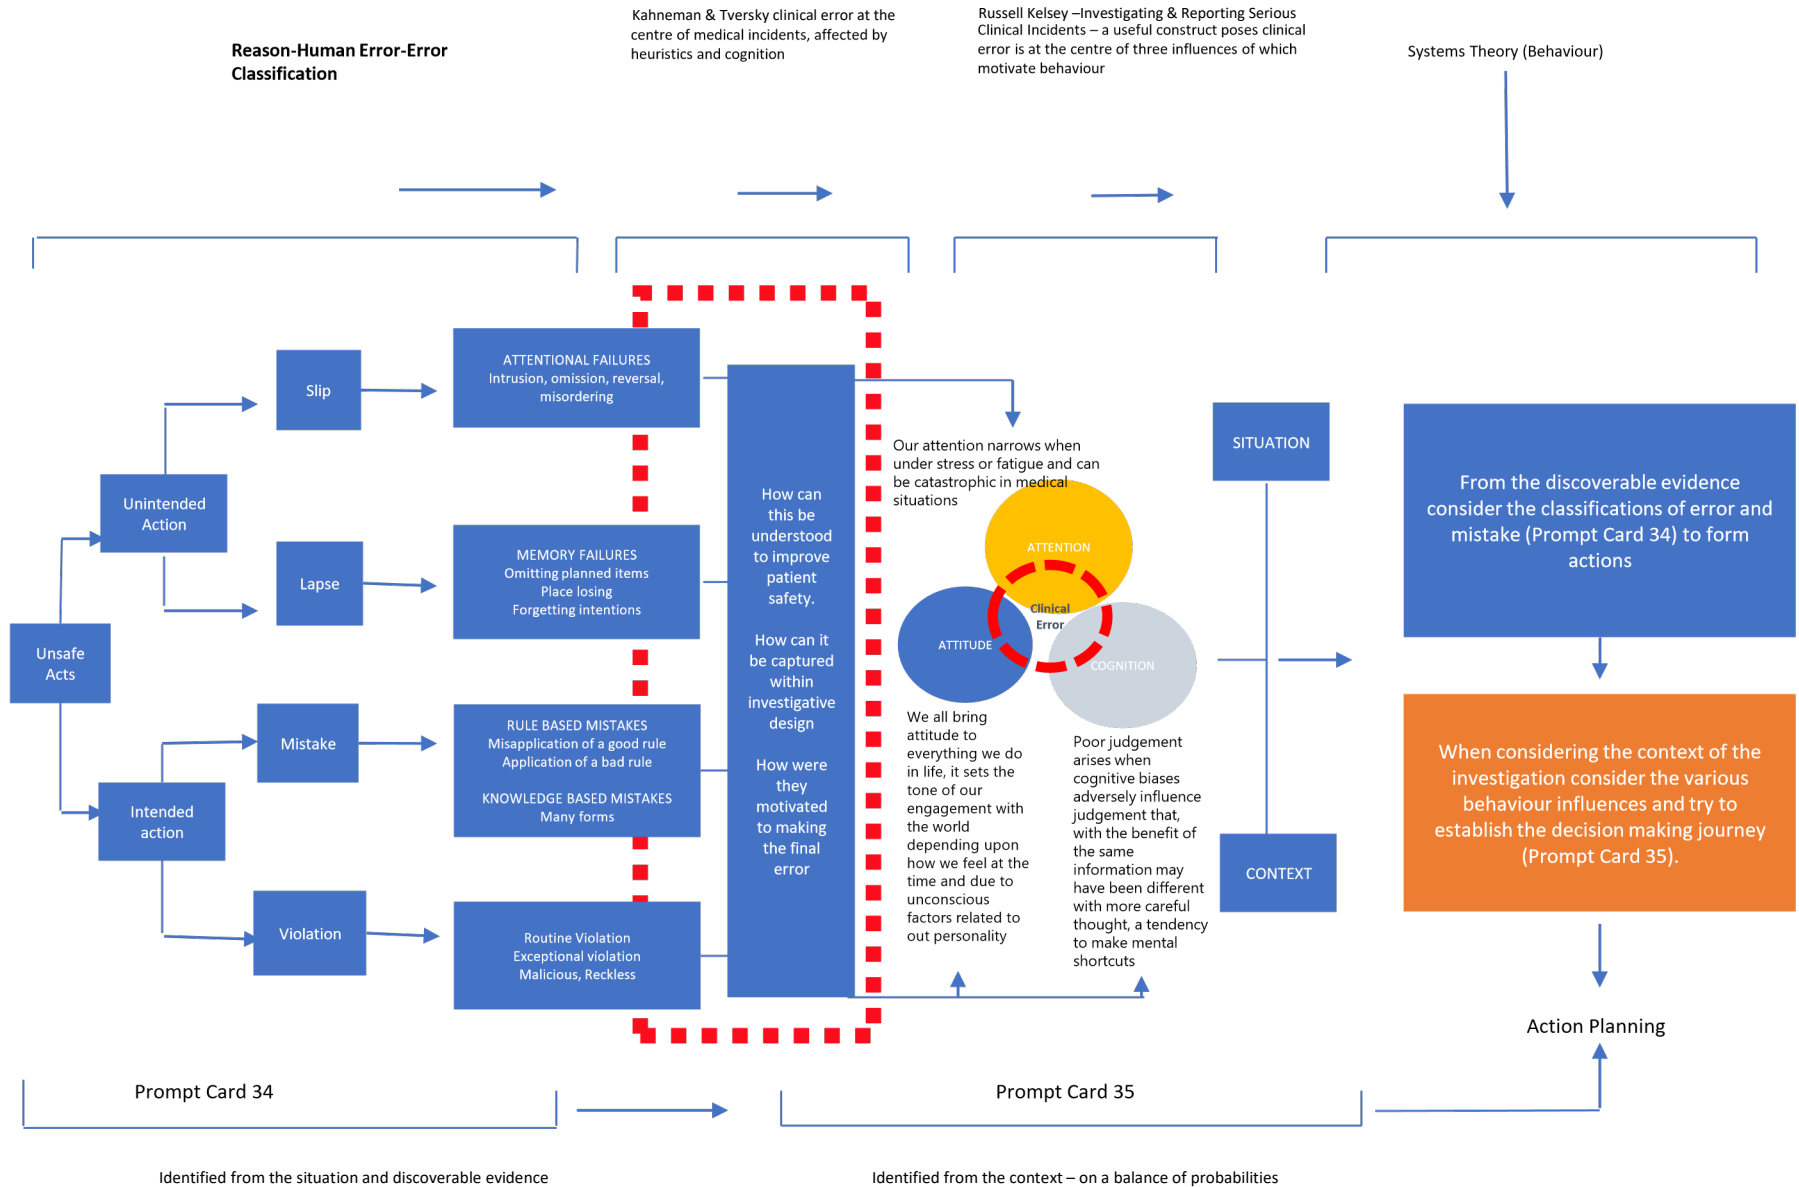 Reason-Human Error-Error
Classification
Kahneman & Tversky clinical error at the
centre of medical incidents, affected by
heuristics and cognition
Russell Kelsey –Investigating & Reporting Serious
Clinical Incidents – a useful construct poses clinical
error is at the centre of three influences of which
motivate behaviour
Systems Theory (Behaviour)
Unsafe
Acts
Unintended
Action
Intended
action
Slip
Lapse
Mistake
Violation
ATTENTIONAL FAILURES
Intrusion, omission, reversal,
misordering
MEMORY FAILURES
Omitting planned items
Place losing
Forgetting intentions
RULE BASED MISTAKES
Misapplication of a good rule
Application of a bad rule
KNOWLEDGE BASED MISTAKES
Many forms
Routine Violation
Exceptional violation
Malicious, Reckless
How can
this be
understood
to improve
patient
safety.
How can it
be captured
within
investigative
design
How were
they
motivated
to making
the final
error
Our attention narrows when
under stress or fatigue and can
be catastrophic in medical
situations
ATTENTION
Clinical
Error
ATTITUDE
COGNITION
We all bring
attitude to
everything we do
in life, it sets the
tone of our
engagement with
the world
depending upon
how we feel at the
time and due to
unconscious
factors related to
out personality
Poor judgement
arises when
cognitive biases
adversely influence
judgement that,
with the benefit of
the same
information may
have been different
with more careful
thought, a tendency
to make mental
shortcuts
SITUATION
CONTEXT
From the discoverable evidence
consider the classifications of error and
mistake (Prompt Card 34) to form
actions
When considering the context of the
investigation consider the various
behaviour influences and try to
establish the decision making journey
(Prompt Card 35).
Action Planning
Prompt Card 34
Prompt Card 35
Identified from the situation and discoverable evidence
Identified from the context – on a balance of probabilities